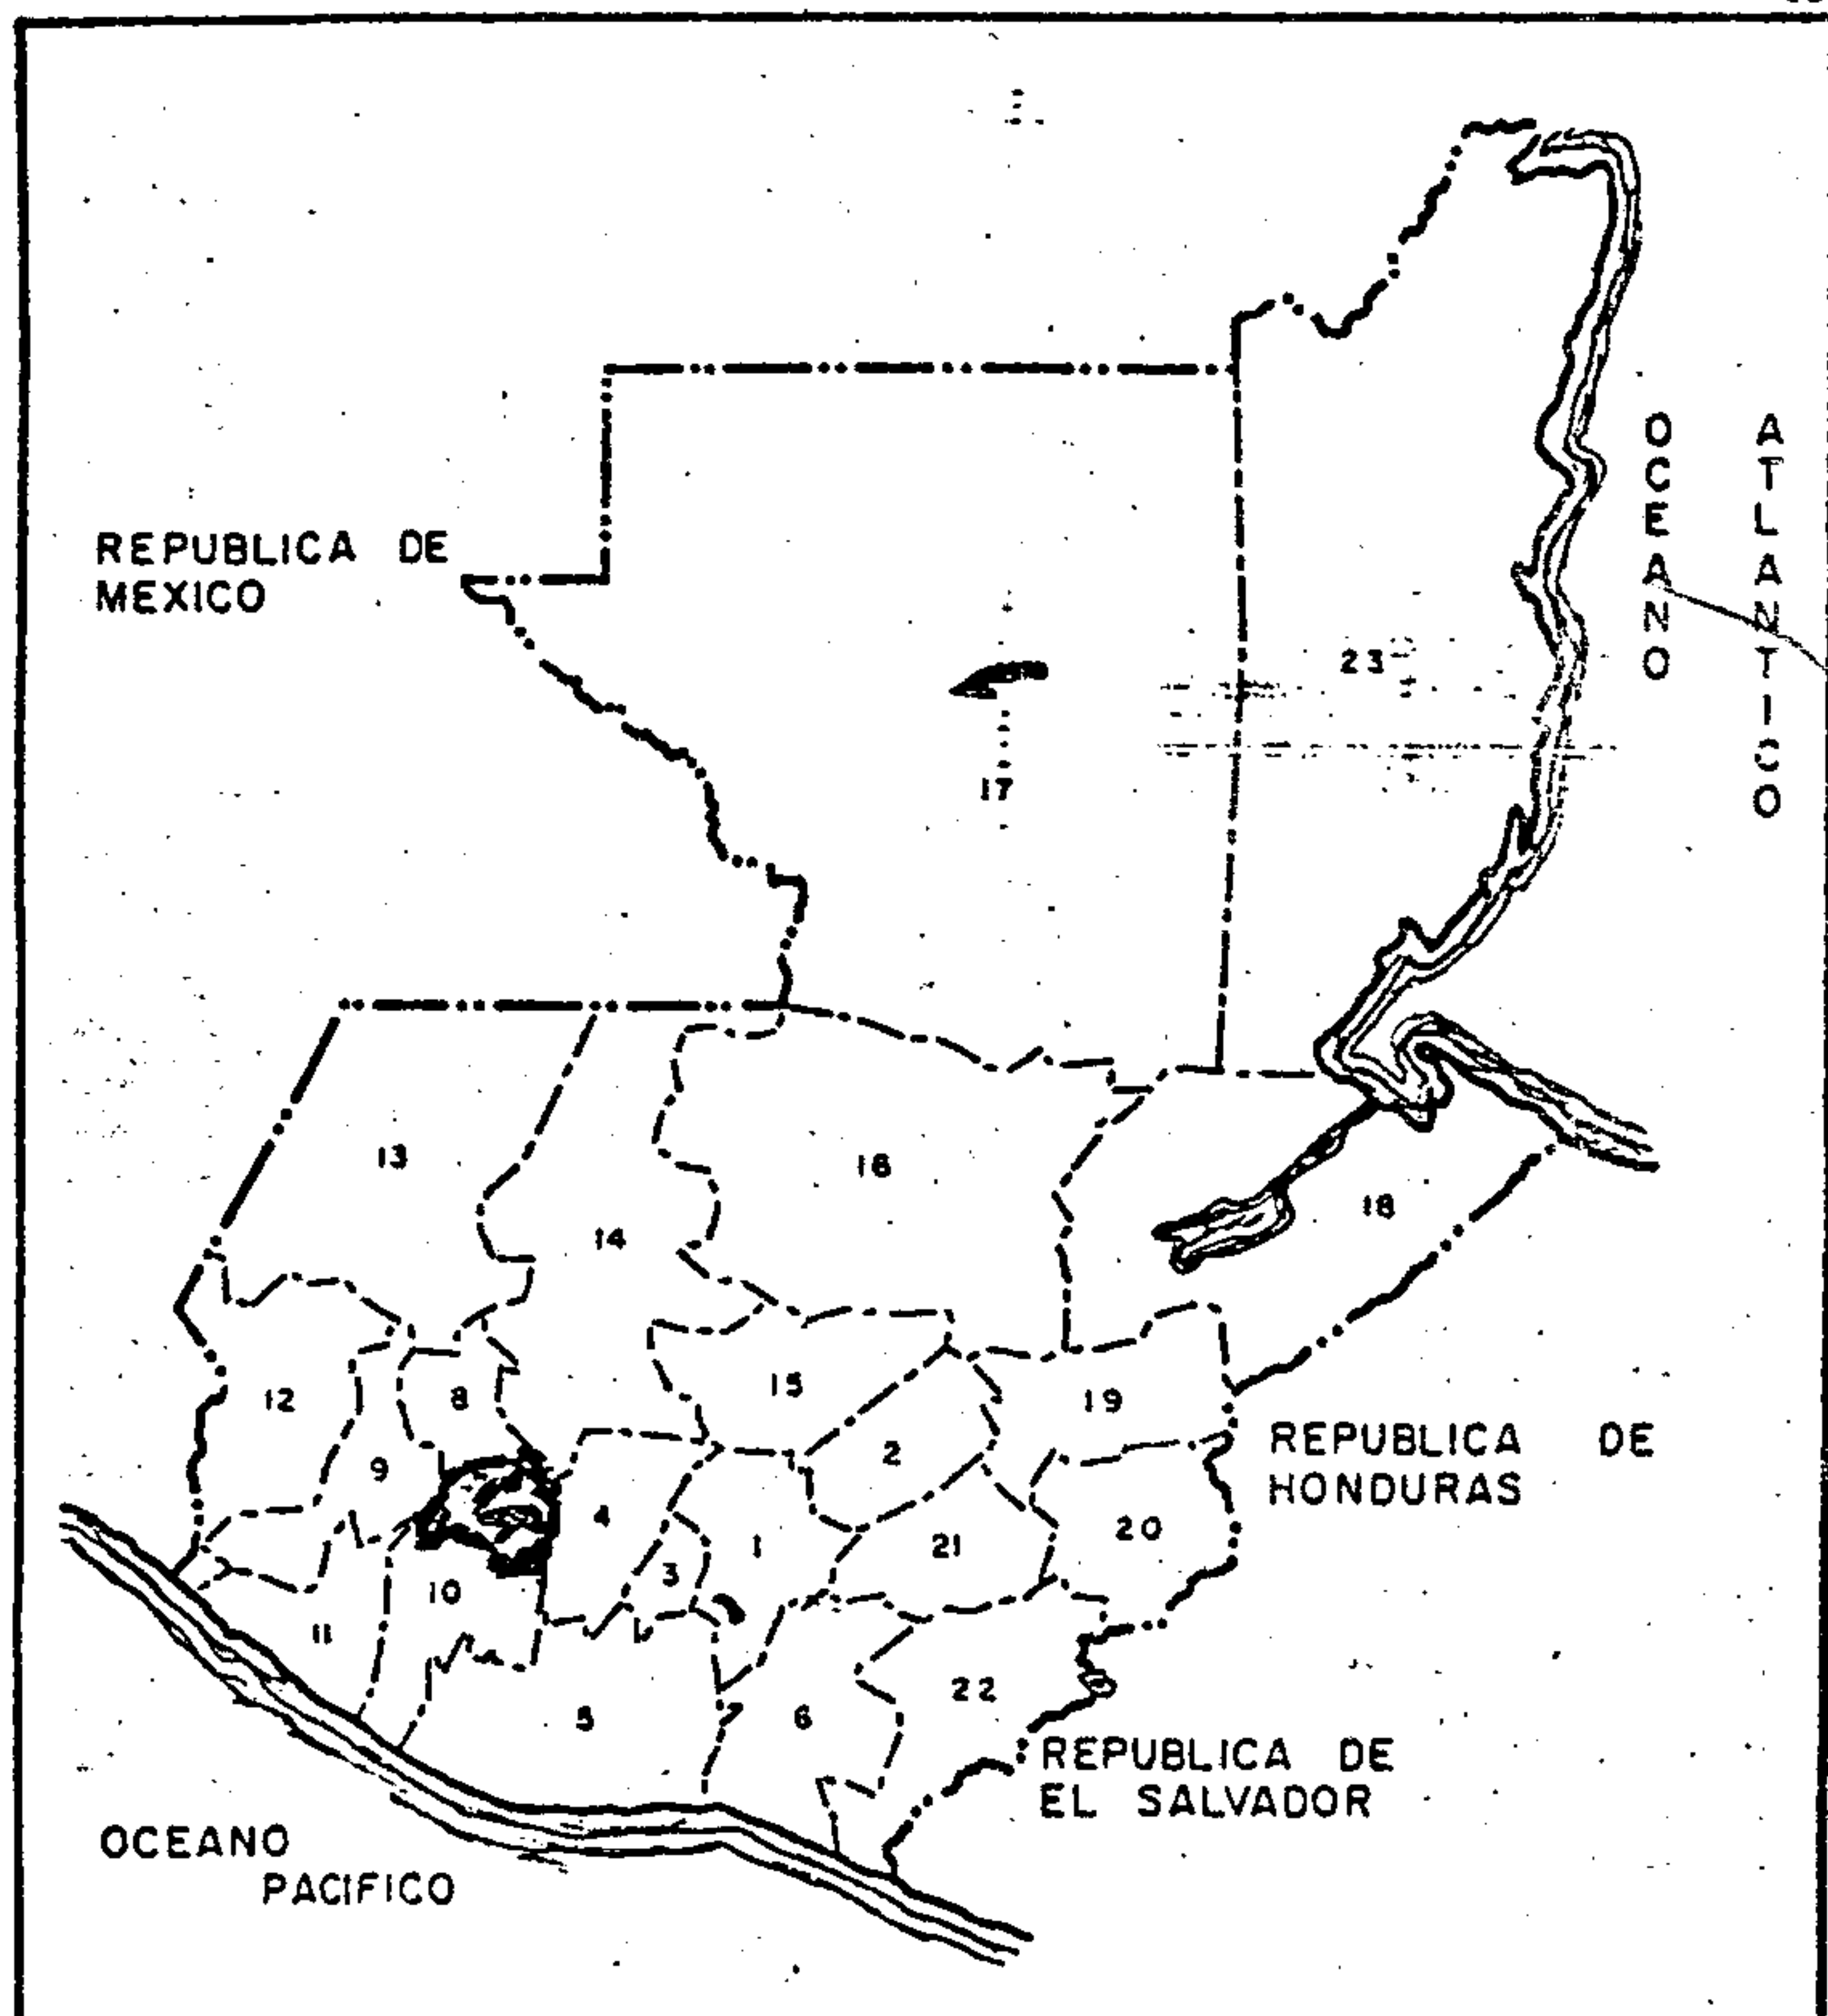 REPUBLICA DE
MEXICO
OCEANO
ATLANTICO
23
17
13
16
18
14
12
8
15
19
9
2
REPUBLICA DE
HONDURAS
4
1
21
20
3
10
11
22
5
7
6
REPUBLICA DE
EL SALVADOR
OCEANO
PACIFICO